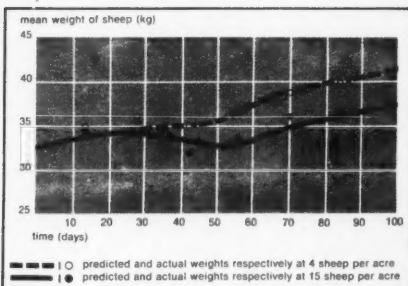 mean weight of sheep (kg)
45
40
35
30
25
10 20 30 40 50 60 70 80 90 100
time (days)
predicted and actual weights respectively at 4 sheep per acre
predicted and actual weights respectively at 15 sheep per acre